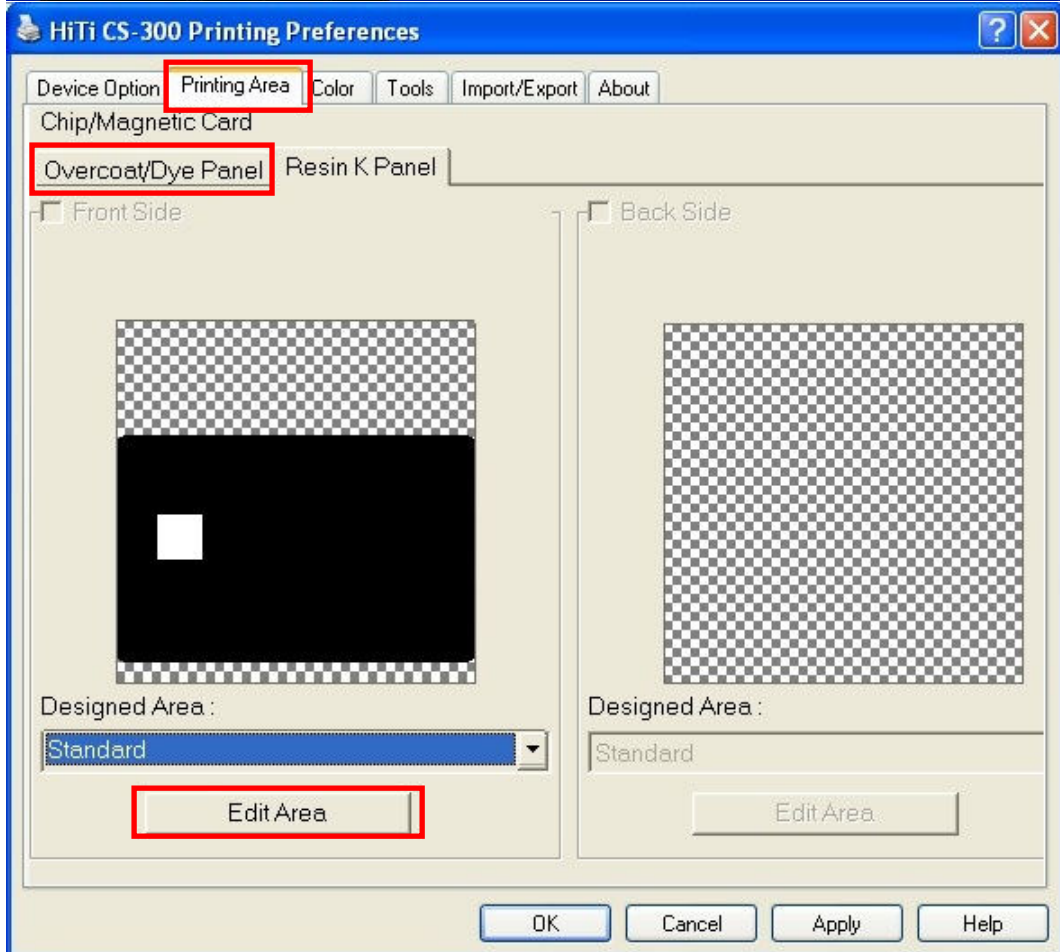 HiTi CS-300 Printing Preferences
Device Option Printing Area Color Tools Import/Export About
Chip/Magnetic Card
Overcoat/Dye Panel Resin K Panel
Front Side
Back Side
Designed Area :
Designed Area :
Standard
Standard
Edit Area
Edit Area
OK Cancel Apply Help